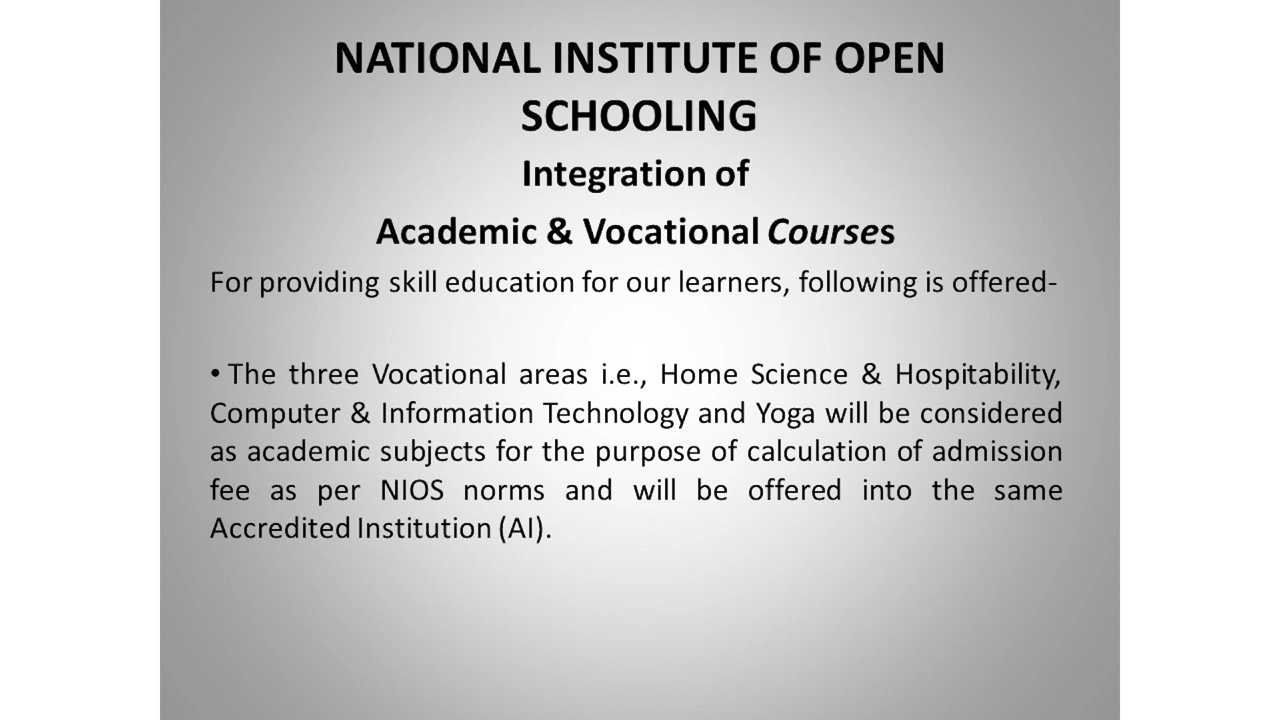 NATIONAL INSTITUTE OF OPEN
SCHOOLING
Integration of
Academic & Vocational Courses
For providing skill education for our learners, following is offered-
• The three Vocational areas i.e., Home Science & Hospitability,
Computer & Information Technology and Yoga will be considered
as academic subjects for the purpose of calculation of admission
fee as per NIOS norms and will be offered into the same
Accredited Institution (AI).